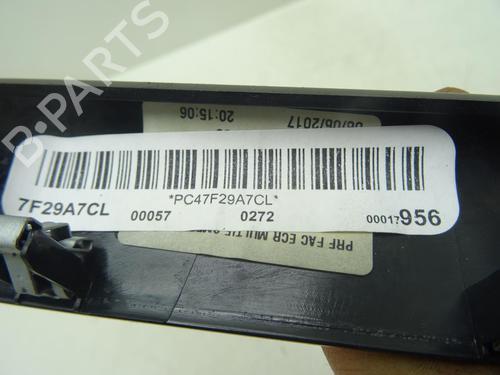 B-PARTS
20:15:06
06/06/2017
*PC47F29A7CL*
7F29A7CL 00057 0272 00017956
PRF FAC ECR MULTIF